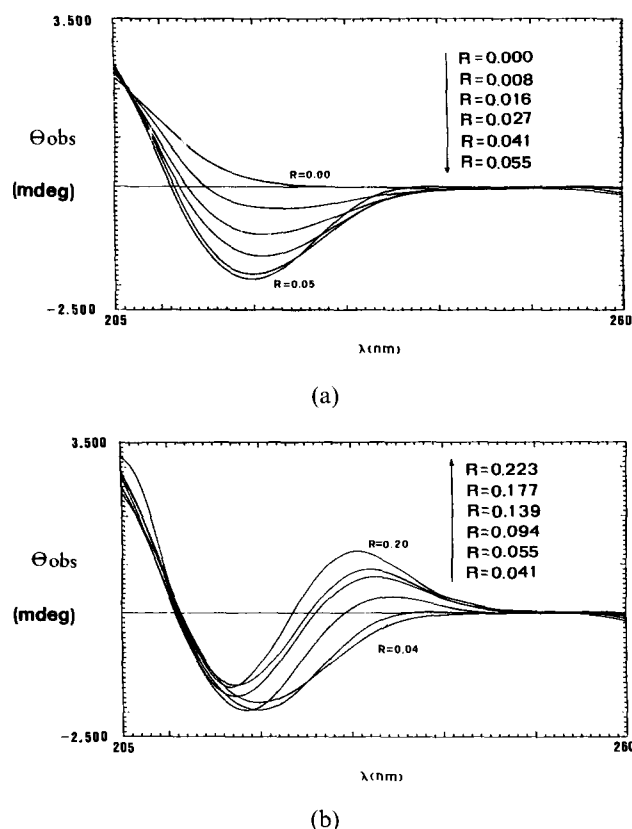 3.500
R=0.000
R=0.008
R=0.016
R=0.027
R=0.041
R=0.055
Θobs
(mdeg)
R=0.00
R=0.05
-2.500
205
260
λ(nm)
(a)
3.500
R=0.223
R=0.177
R=0.139
R=0.094
R=0.055
R=0.041
Θobs
(mdeg)
R=0.20
R=0.04
-2.500
205
260
λ(nm)
(b)